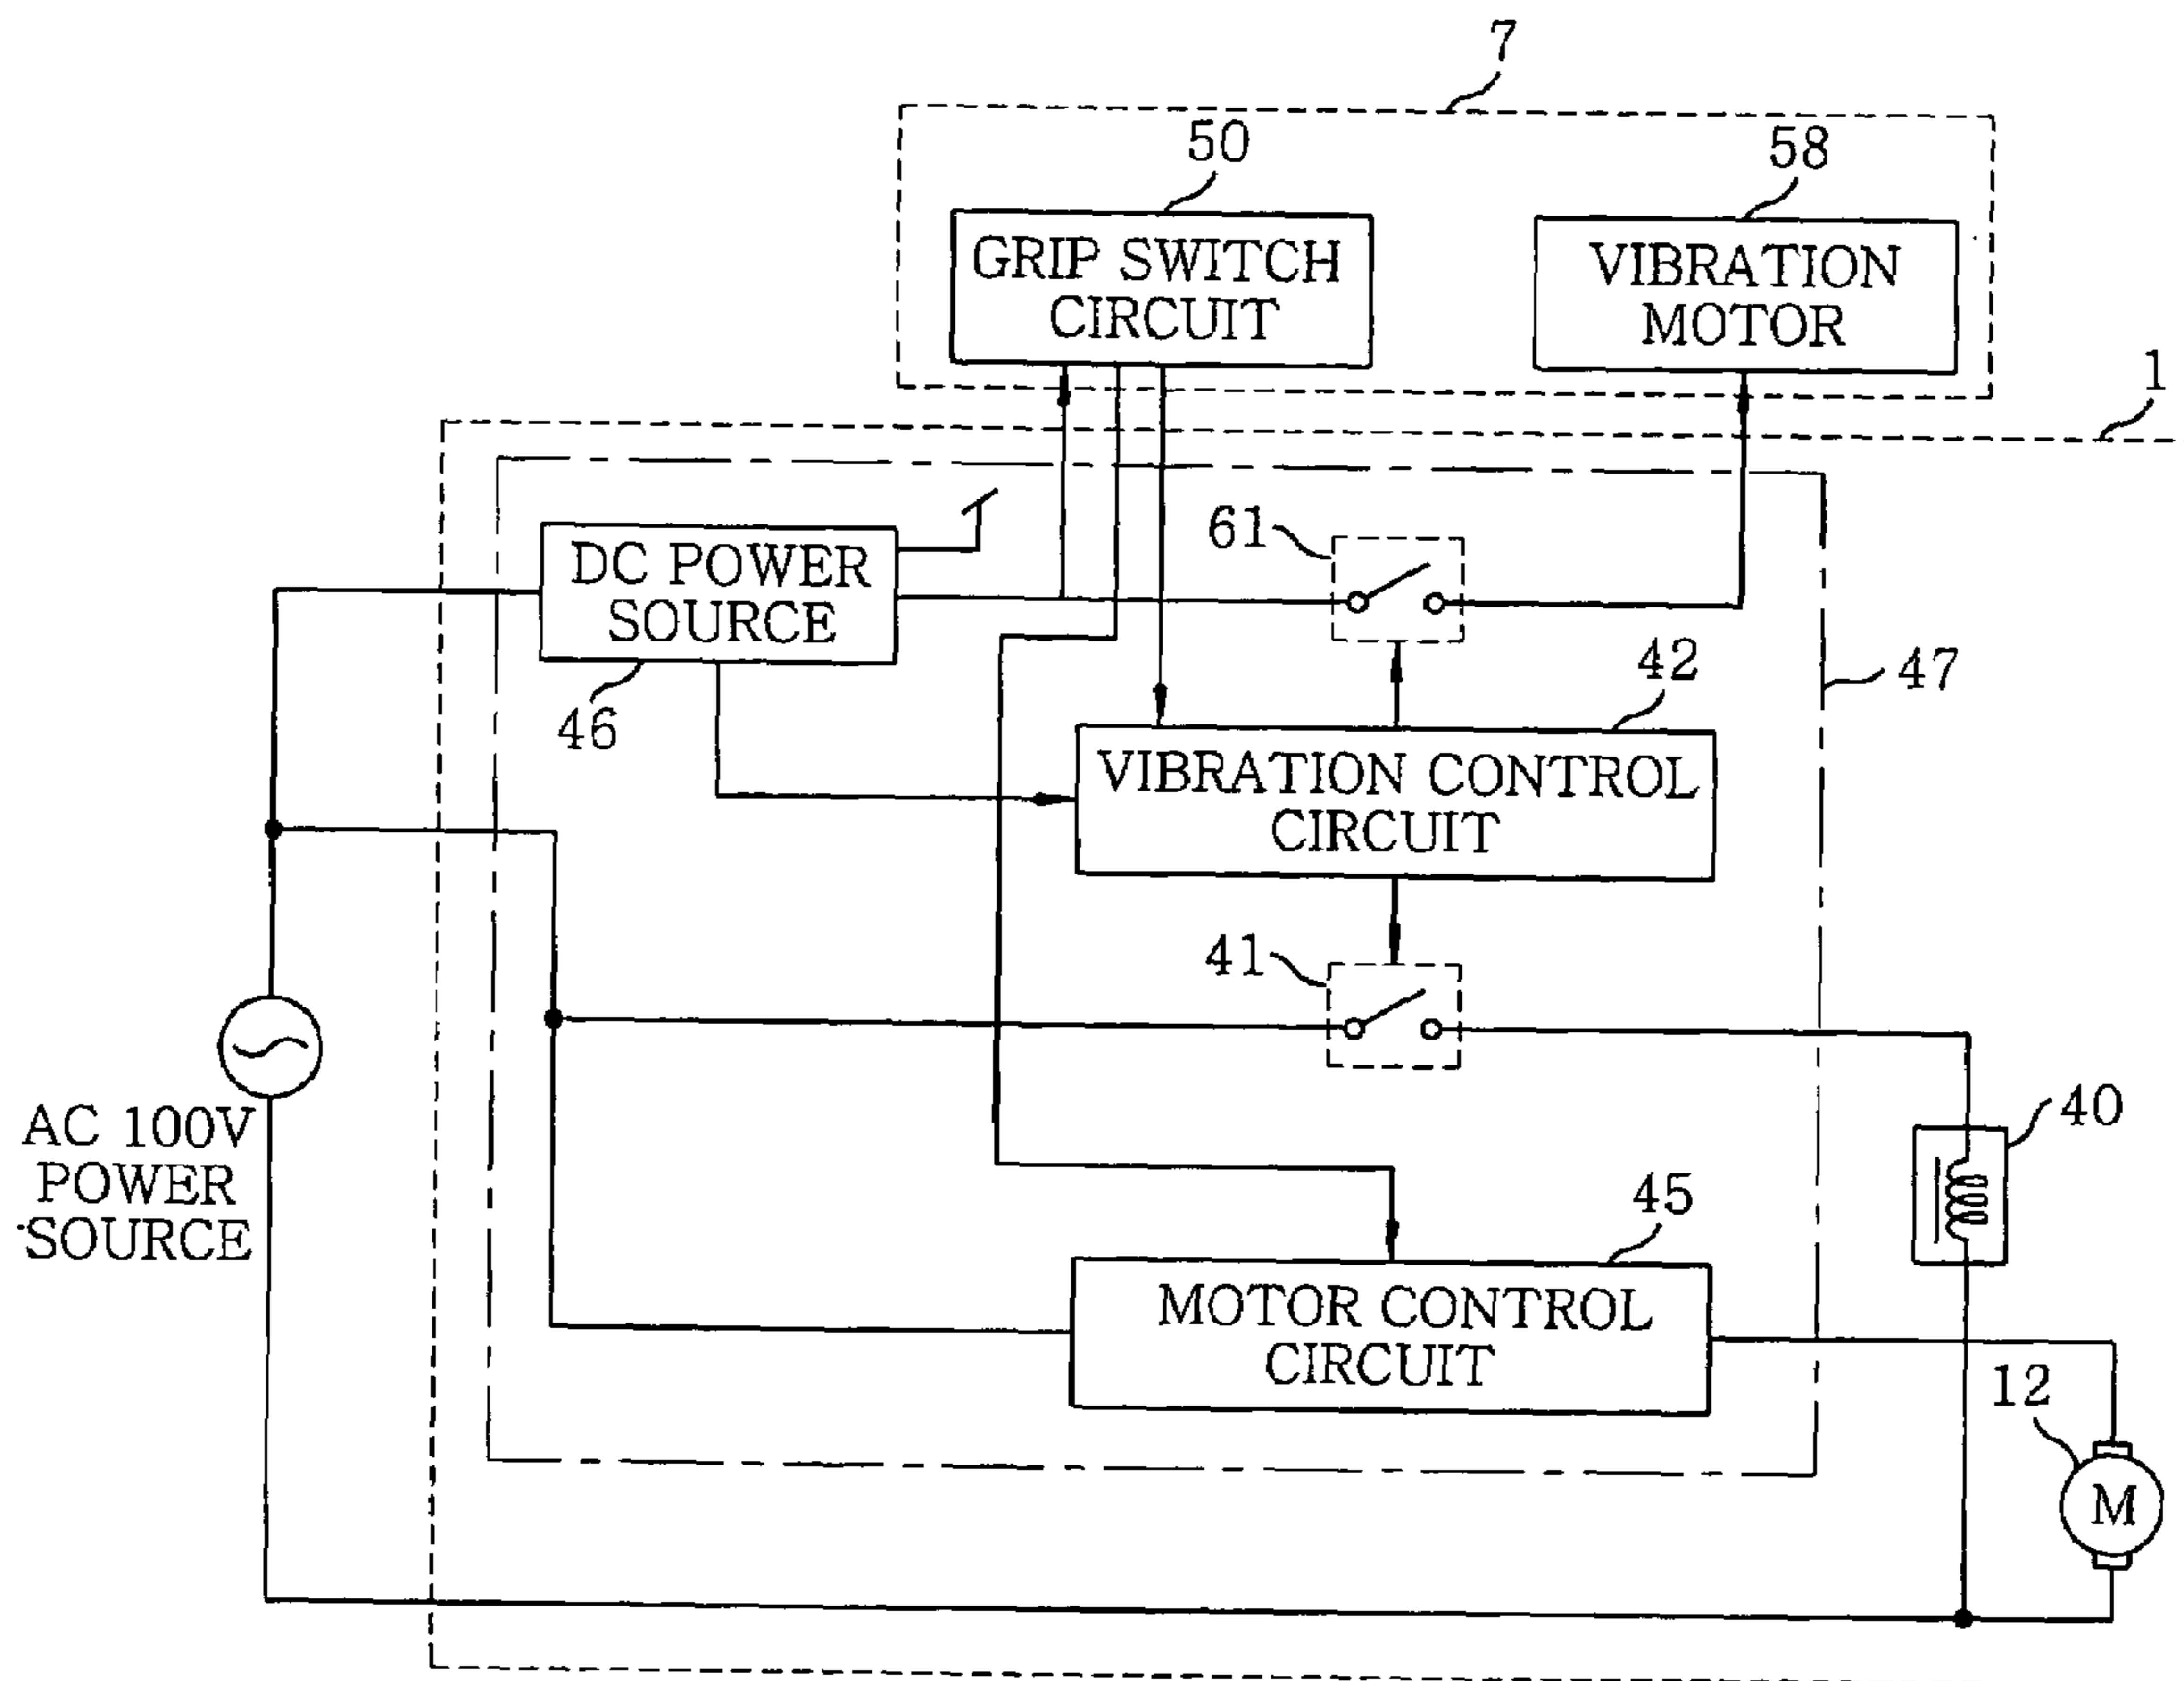 7
50
58
GRIP SWITCH
CIRCUIT
VIBRATION
MOTOR
1
61
DC POWER
SOURCE
46
42
47
VIBRATION CONTROL
CIRCUIT
41
40
AC 100V
POWER
SOURCE
45
MOTOR CONTROL
CIRCUIT
12
M